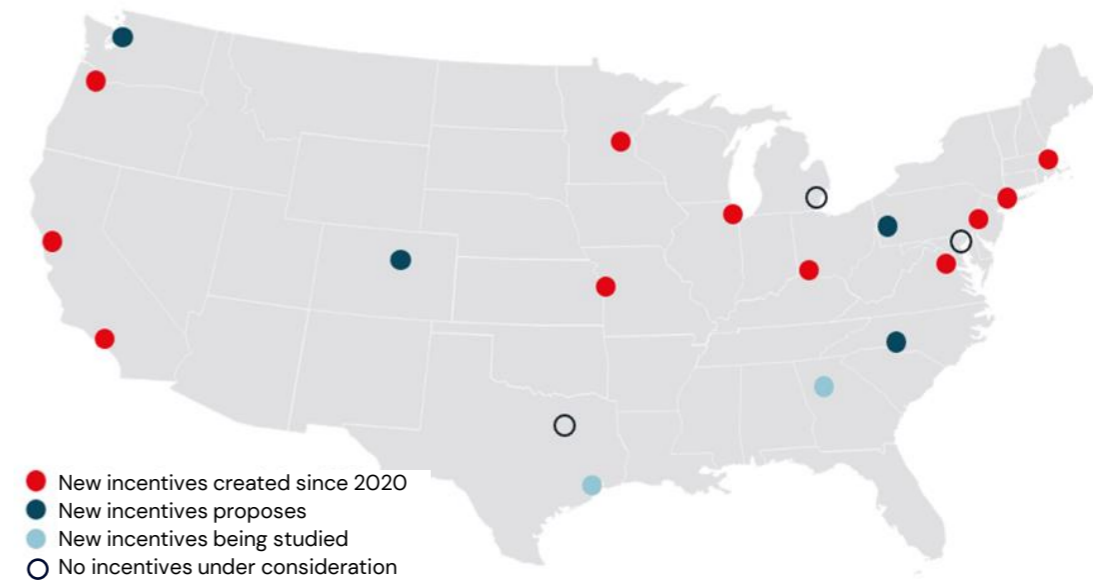 New incentives created since 2020
New incentives proposes
New incentives being studied
No incentives under consideration